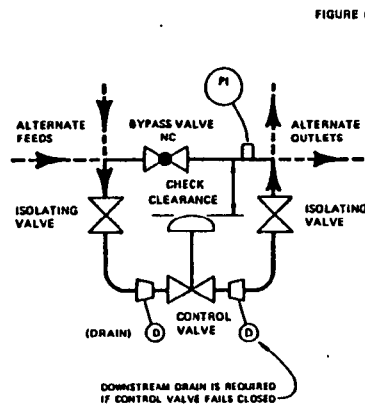 FIGURE
PI
ALTERNATE
FEEDS
BYPASS VALVE
NC
ALTERNATE
OUTLETS
CHECK
CLEARANCE
ISOLATING
VALVE
ISOLATING
VALVE
CONTROL
VALVE
(DRAIN)
D
D
DOWNSTREAM DRAIN IS REQUIRED
IF CONTROL VALVE FAILS CLOSED